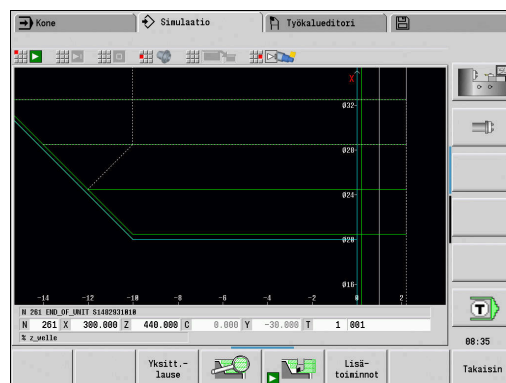 Kone
Simulaatio
Työkalueditori
X
ø32
ø28
ø24
ø20
ø16
-14 -12 -10 -8 -6 -4 -2 0 2
N 261 END_OF_UNIT S1402931010
N 261 X 300.000 Z 440.000 C 0.000 Y -30.000 T 1 001
% z_welle
T
08:35
Yksitt.-
lause
Lisä-
toiminnot
Takaisin